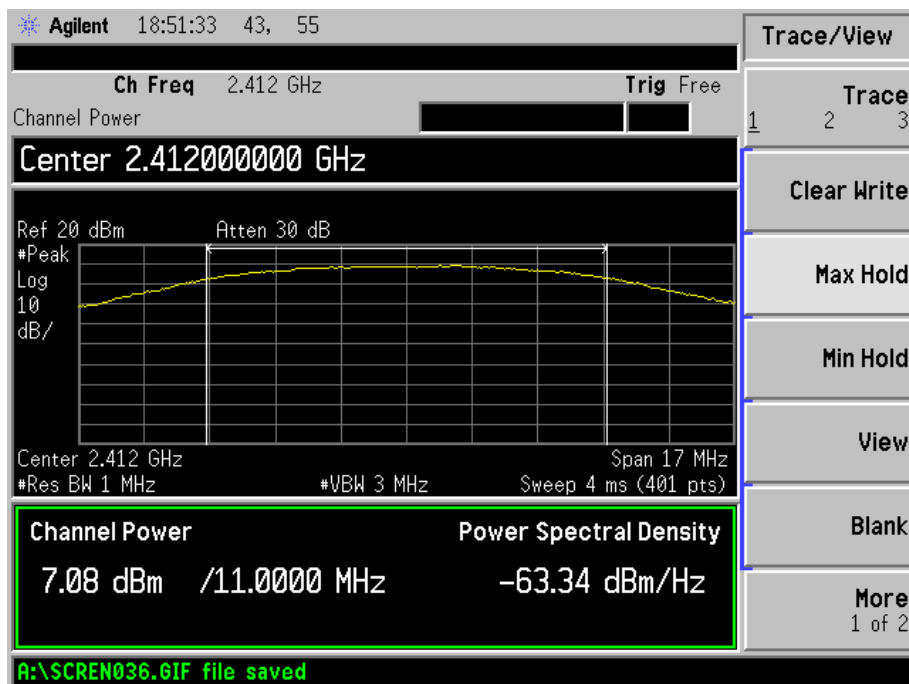 Agilent 18:51:33 43, 55
Trace/View
Ch Freq 2.412 GHz Trig Free
Channel Power
Trace
1 2 3
Center 2.412000000 GHz
Clear Write
Ref 20 dBm Atten 30 dB
#Peak
Log
10
dB/
Max Hold
Min Hold
View
Center 2.412 GHz Span 17 MHz
#Res BW 1 MHz #VBW 3 MHz Sweep 4 ms (401 pts)
Channel Power Power Spectral Density
7.08 dBm /11.0000 MHz -63.34 dBm/Hz
Blank
More
1 of 2
A:\SCREN036.GIF file saved